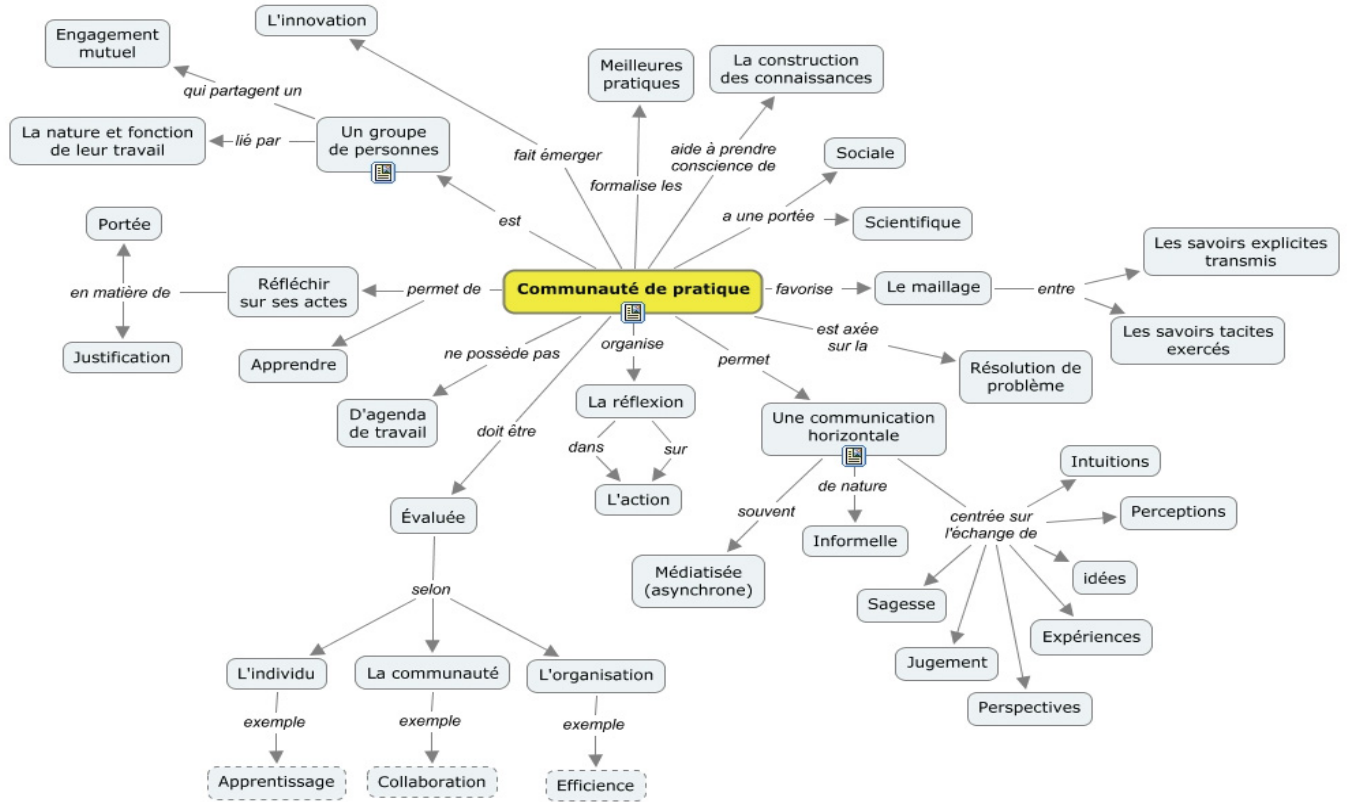 L'innovation
Engagement
mutuel
qui partagent un
La nature et fonction
de leur travail
lié par
Un groupe
de personnes
est
fait émerger
Meilleures
pratiques
formalise les
La construction
des connaissances
aide à prendre
conscience de
Sociale
a une portée
Scientifique
Communauté de pratique
favorise
Le maillage
entre
Les savoirs explicites
transmis
Les savoirs tacites
exercés
est axée
sur la
Résolution de
problème
Portée
en matière de
Justification
Réfléchir
sur ses actes
permet de
Apprendre
ne possède pas
D'agenda
de travail
organise
La réflexion
dans
sur
L'action
permet
Une communication
horizontale
souvent
Médiatisée
(asynchrone)
de nature
Informelle
centrée sur
l'échange de
Intuitions
Perceptions
idées
Expériences
Perspectives
Jugement
Sagesse
doit être
Évaluée
selon
L'individu
La communauté
L'organisation
exemple
exemple
exemple
Apprentissage
Collaboration
Efficience